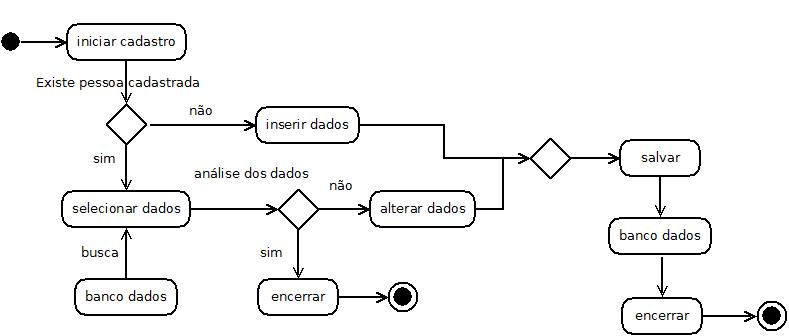 iniciar cadastro
Existe pessoa cadastrada
não
inserir dados
sim
análise dos dados
salvar
selecionar dados
não
alterar dados
banco dados
busca
sim
banco dados
encerrar
encerrar